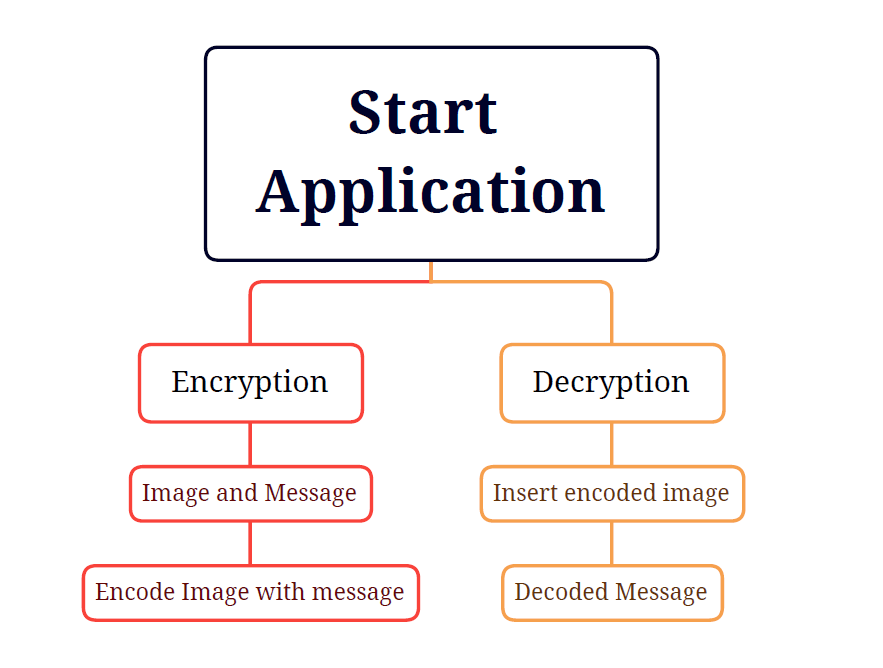 Start
Application
Encryption
Decryption
Image and Message
Insert encoded image
Encode Image with message
Decoded Message